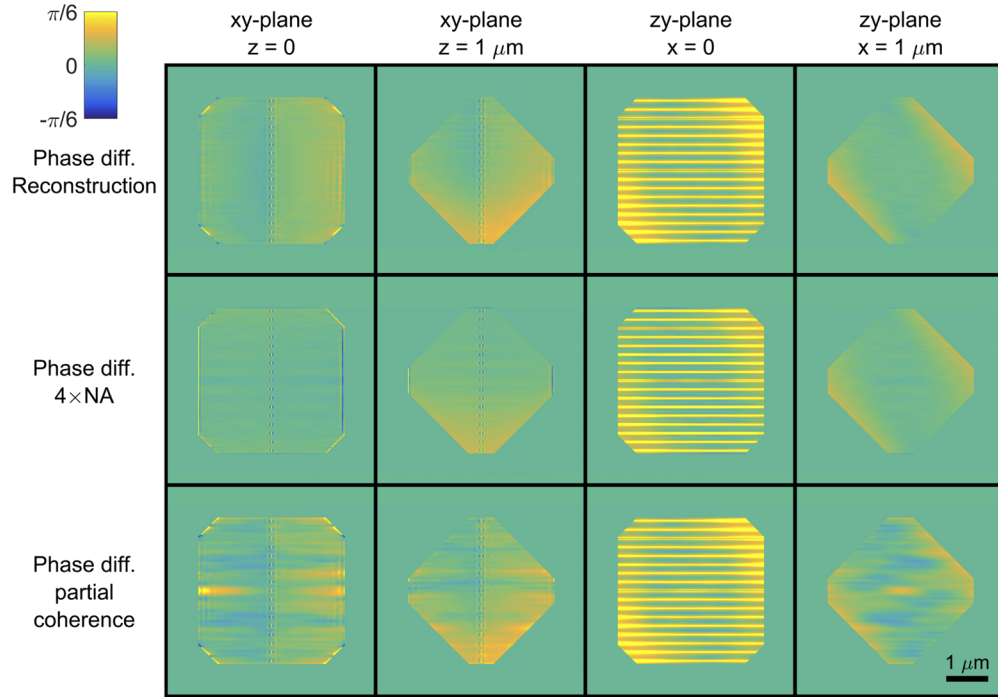 π/6
0
-π/6
xy-plane
z = 0
xy-plane
z = 1 μm
zy-plane
x = 0
zy-plane
x = 1 μm
Phase diff.
Reconstruction
Phase diff.
4×NA
Phase diff.
partial
coherence
1 μm